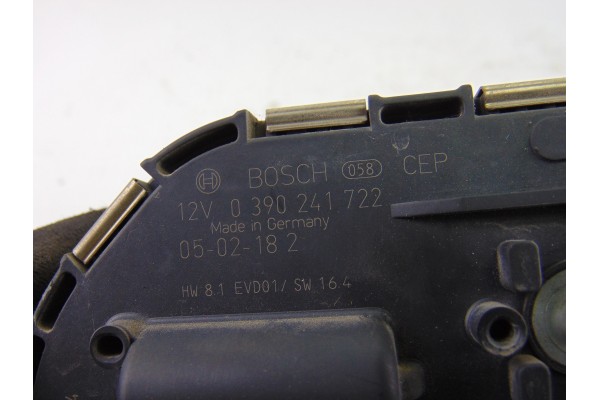 BOSCH 058 CEP
12V 0 390 241 722
Made in Germany
05-02-18 2
HW 8.1 EVD01/ SW 16.4